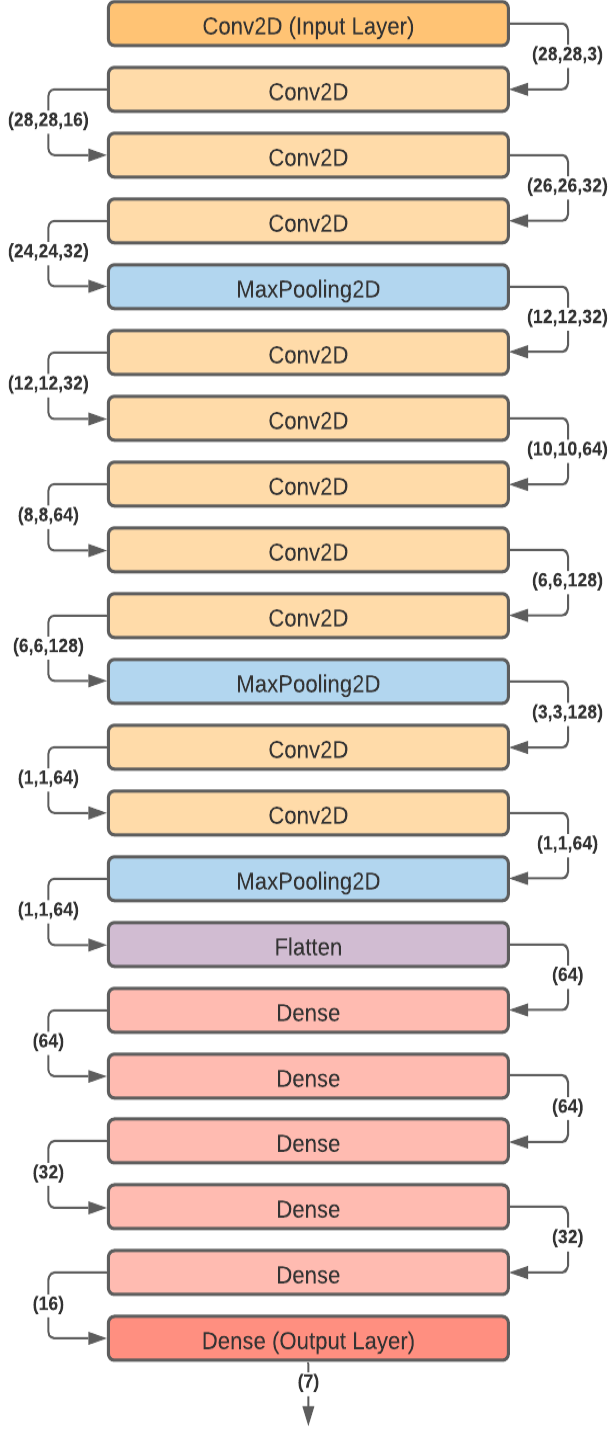 Conv2D (Input Layer)
(28,28,3)
Conv2D
(28,28,16)
Conv2D
(26,26,32)
Conv2D
(24,24,32)
MaxPooling2D
(12,12,32)
Conv2D
(12,12,32)
Conv2D
(10,10,64)
Conv2D
(8,8,64)
Conv2D
(6,6,128)
Conv2D
(6,6,128)
MaxPooling2D
(3,3,128)
Conv2D
(1,1,64)
Conv2D
(1,1,64)
MaxPooling2D
(1,1,64)
Flatten
(64)
Dense
(64)
Dense
(64)
Dense
(32)
Dense
(32)
Dense
(16)
Dense (Output Layer)
(7)